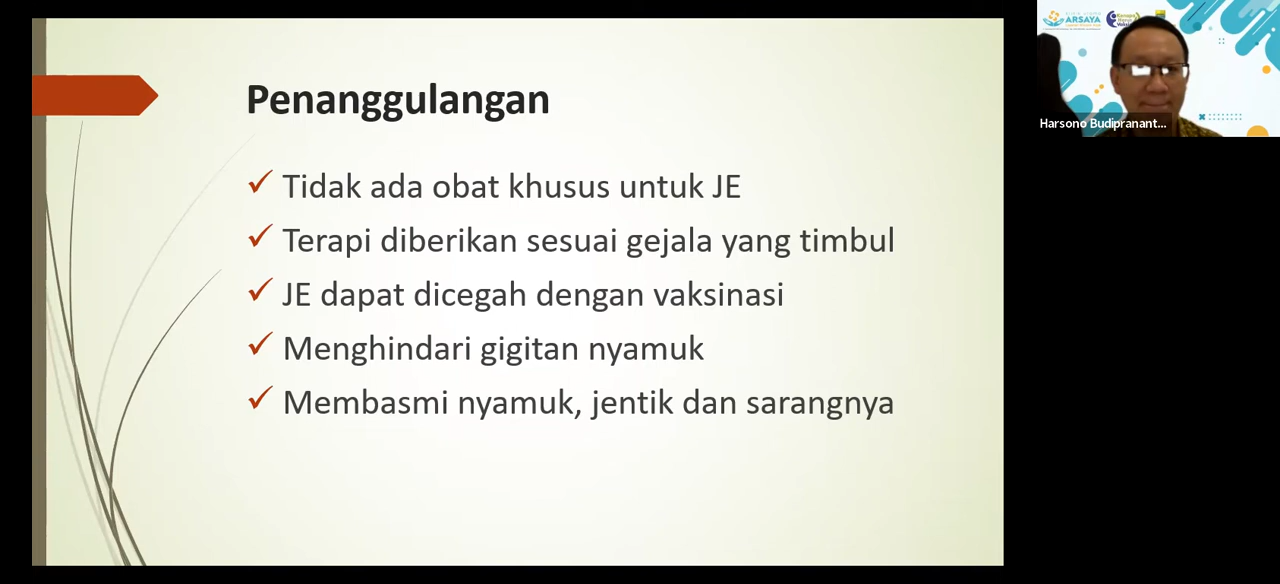 Penanggulangan
Tidak ada obat khusus untuk JE
Terapi diberikan sesuai gejala yang timbul
JE dapat dicegah dengan vaksinasi
Menghindari gigitan nyamuk
Membasmi nyamuk, jentik dan sarangnya
ARSAYA
Harsono Budipranant...